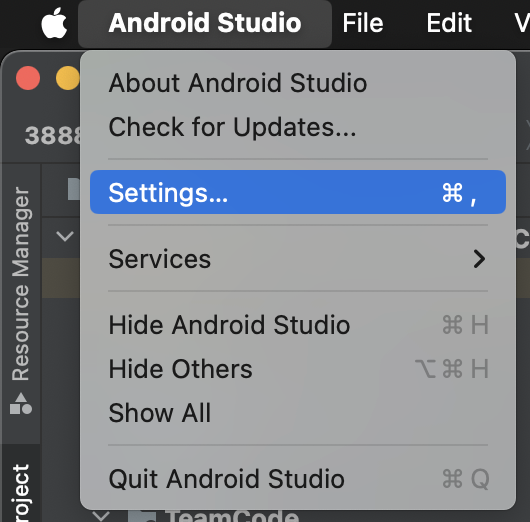 Android Studio File Edit
About Android Studio
Check for Updates...
3888
Settings... ⌘ ,
Services
Resource Manager
Hide Android Studio ⌘ H
Hide Others ⌥ ⌘ H
Show All
Quit Android Studio ⌘ Q
roject
TeamCode